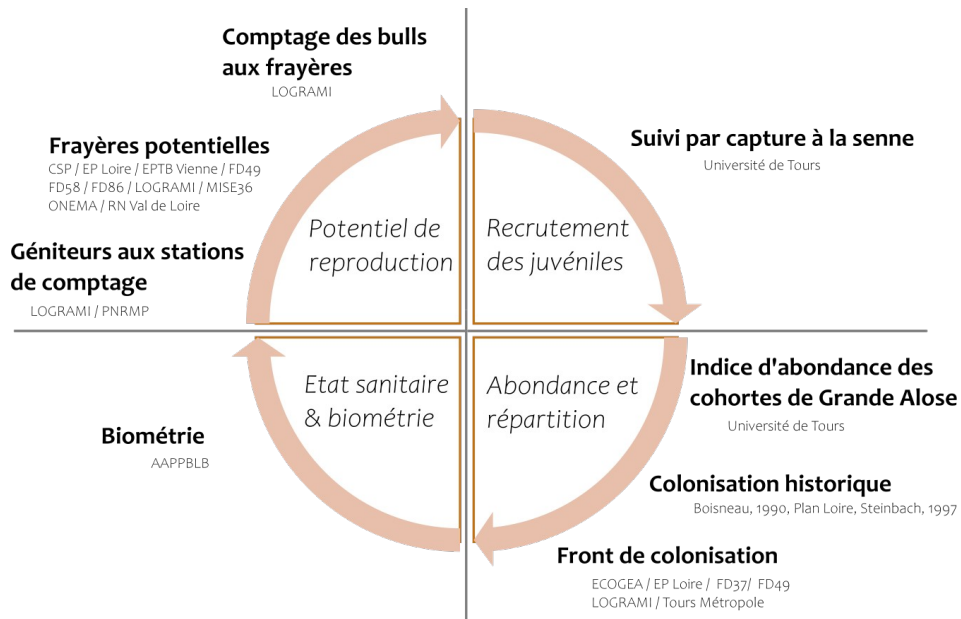 Comptage des bulls
aux frayères
LOGRAMI
Frayères potentielles
CSP / EP Loire / EPTB Vienne / FD49
FD58 / FD86 / LOGRAMI / MISE36
ONEMA / RN Val de Loire
Géniteurs aux stations
de comptage
LOGRAMI / PNRMP
Potentiel de
reproduction
Suivi par capture à la senne
Université de Tours
Recrutement
des juvéniles
Indice d'abondance des
cohortes de Grande Alose
Université de Tours
Colonisation historique
Boisneau, 1990, Plan Loire, Steinbach, 1997
Front de colonisation
ECOGEA / EP Loire / FD37/ FD49
LOGRAMI / Tours Métropole
Abondance et
répartition
Etat sanitaire
& biométrie
Biométrie
AAPPBLB